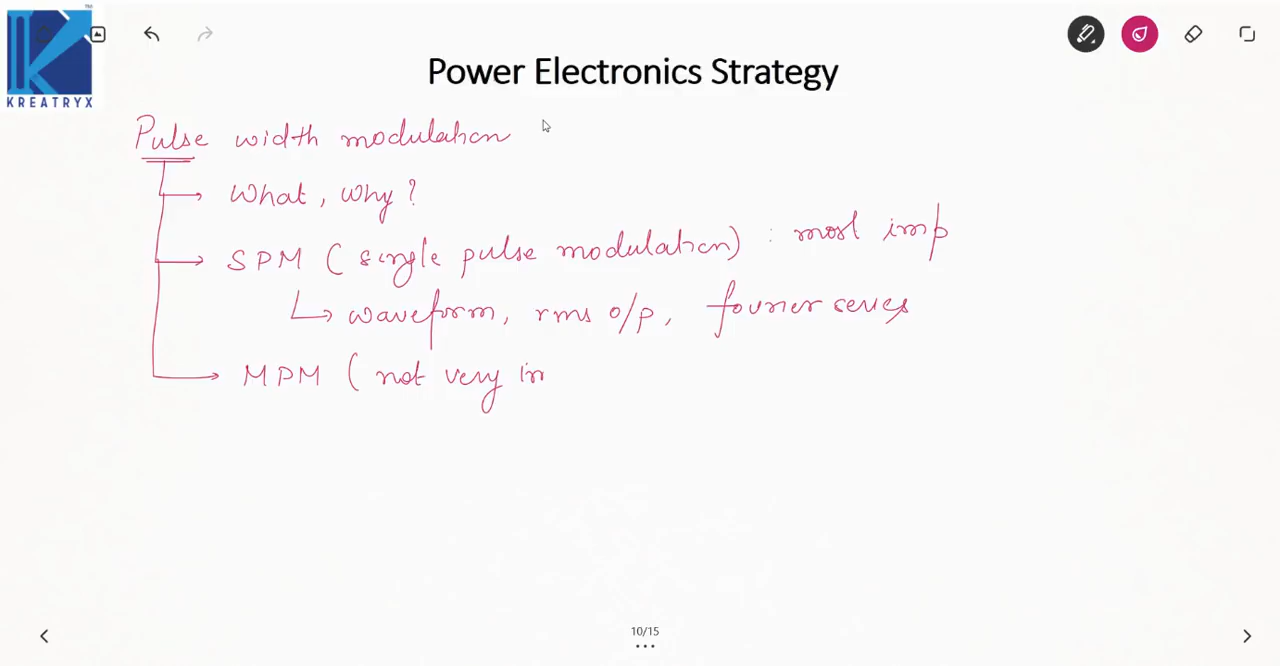 TM
KREATRYX
Power Electronics Strategy
Pulse width modulation
What, why?
SPM (single pulse modulation) : most imp
waveform, rms o/p, fourier series
MPM (not very im
10/15